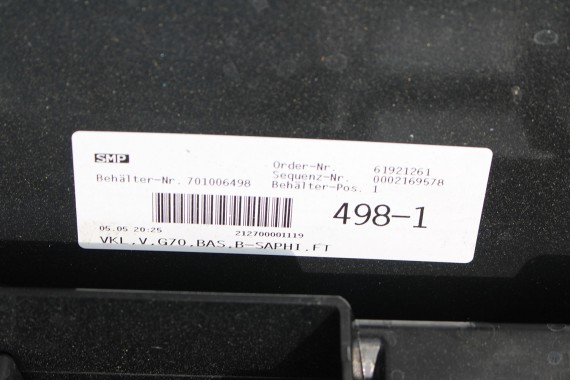 SMP
Order-Nr. 61921261
Sequenz-Nr. 0002169578
Behälter-Nr. 701006498 Behälter-Pos. 1
498-1
05.05 20:25 212700001119
VKL.V.G70.BAS.B-SAPHI.FT